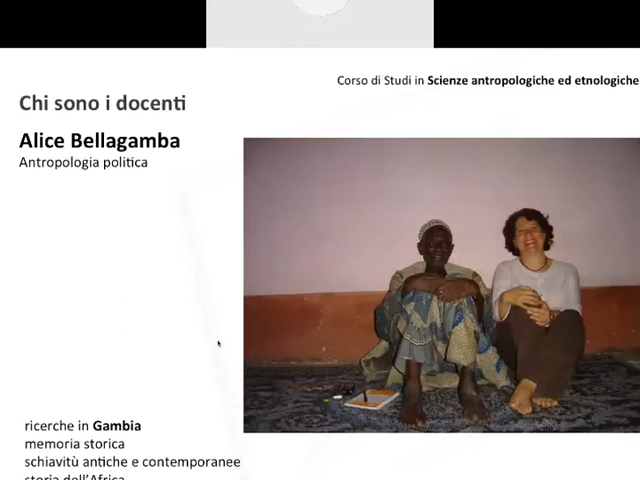 Corso di Studi in Scienze antropologiche ed etnologiche
Chi sono i docenti
Alice Bellagamba
Antropologia politica
ricerche in Gambia
memoria storica
schiavitù antiche e contemporanee
storia dell'Africa